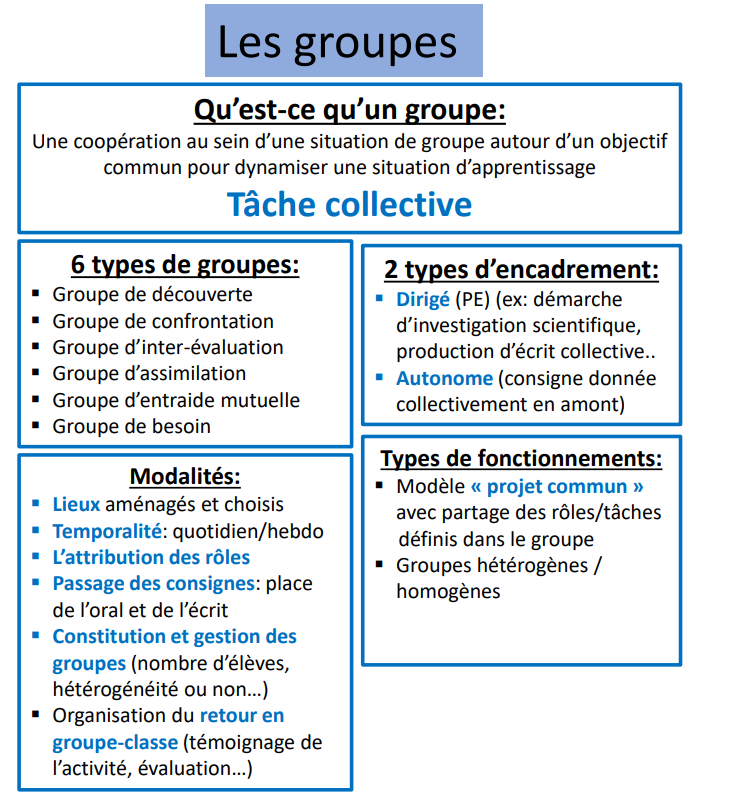 Les groupes
Qu’est-ce qu’un groupe:
Une coopération au sein d’une situation de groupe autour d’un objectif
commun pour dynamiser une situation d’apprentissage
Tâche collective
6 types de groupes:
▪ Groupe de découverte
▪ Groupe de confrontation
▪ Groupe d’inter-évaluation
▪ Groupe d’assimilation
▪ Groupe d’entraide mutuelle
▪ Groupe de besoin
2 types d’encadrement:
▪ Dirigé (PE) (ex: démarche
d’investigation scientifique,
production d’écrit collective..
▪ Autonome (consigne donnée
collectivement en amont)
Modalités:
▪ Lieux aménagés et choisis
▪ Temporalité: quotidien/hebdo
▪ L’attribution des rôles
▪ Passage des consignes: place
de l’oral et de l’écrit
▪ Constitution et gestion des
groupes (nombre d’élèves,
hétérogénéité ou non…)
▪ Organisation du retour en
groupe-classe (témoignage de
l’activité, évaluation…)
Types de fonctionnements:
▪ Modèle « projet commun »
avec partage des rôles/tâches
définis dans le groupe
▪ Groupes hétérogènes /
homogènes